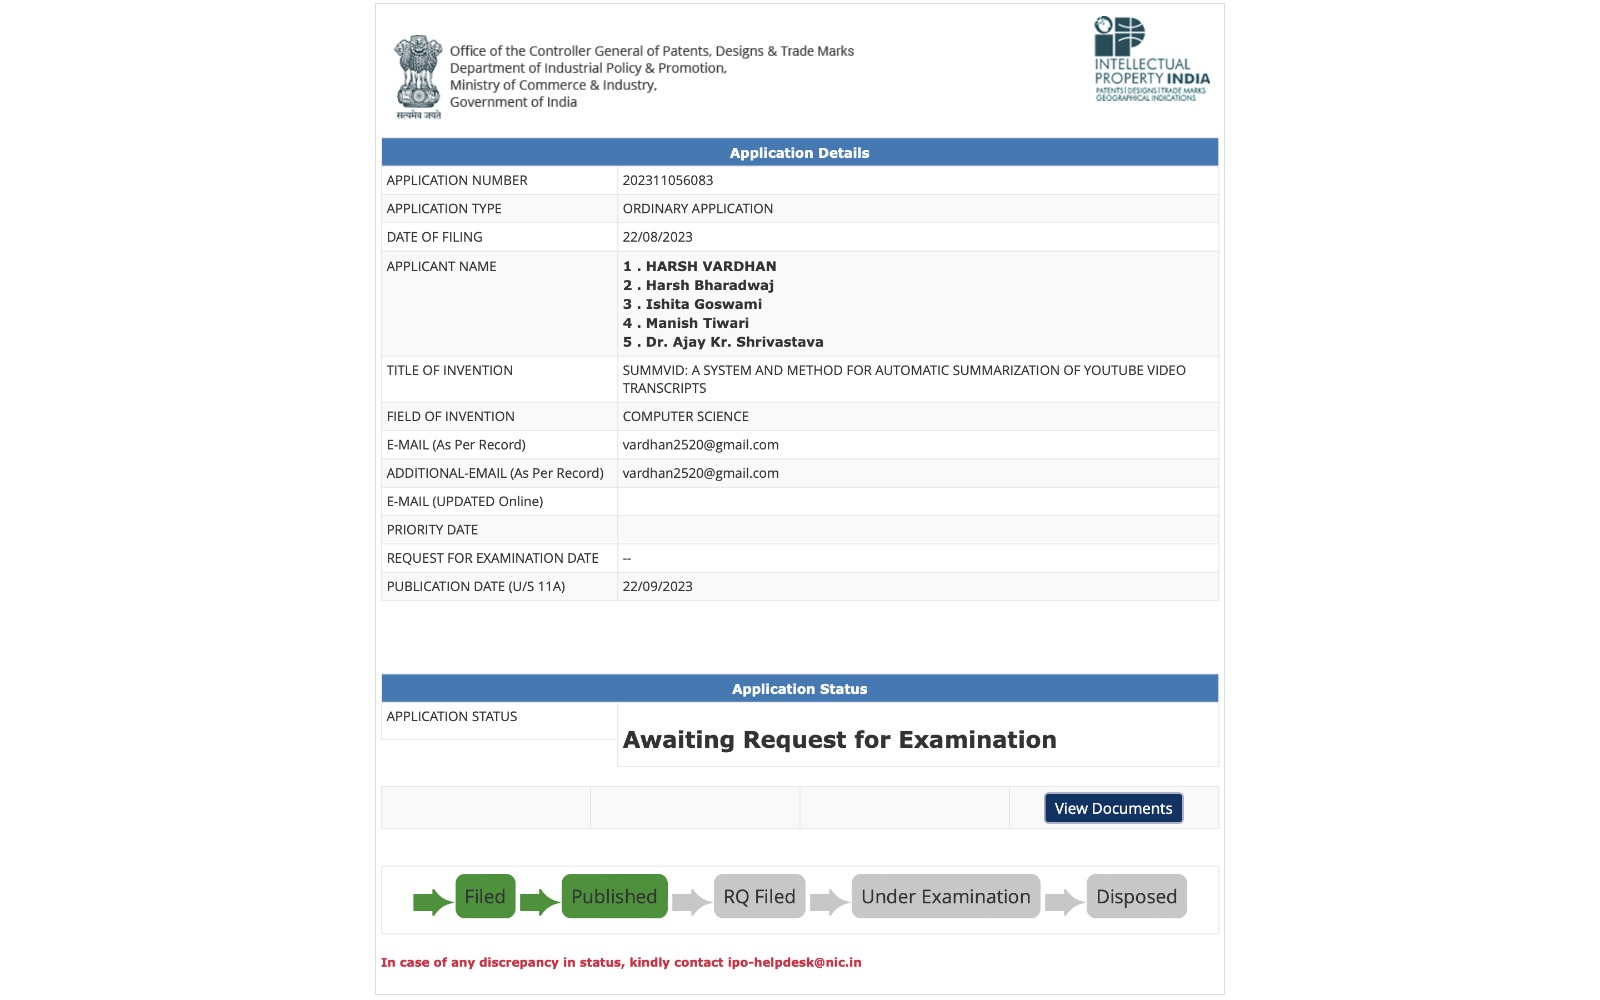 Office of the Controller General of Patents, Designs & Trade Marks
Department of Industrial Policy & Promotion,
Ministry of Commerce & Industry,
Government of India
सत्यमेव जयते
INTELLECTUAL
PROPERTY INDIA
PATENTS | DESIGNS | TRADE MARKS
GEOGRAPHICAL INDICATIONS
Application Details
APPLICATION NUMBER 202311056083
APPLICATION TYPE ORDINARY APPLICATION
DATE OF FILING 22/08/2023
APPLICANT NAME 1 . HARSH VARDHAN
2 . Harsh Bharadwaj
3 . Ishita Goswami
4 . Manish Tiwari
5 . Dr. Ajay Kr. Shrivastava
TITLE OF INVENTION SUMMVID: A SYSTEM AND METHOD FOR AUTOMATIC SUMMARIZATION OF YOUTUBE VIDEO
TRANSCRIPTS
FIELD OF INVENTION COMPUTER SCIENCE
E-MAIL (As Per Record) vardhan2520@gmail.com
ADDITIONAL-EMAIL (As Per Record) vardhan2520@gmail.com
E-MAIL (UPDATED Online)
PRIORITY DATE
REQUEST FOR EXAMINATION DATE --
PUBLICATION DATE (U/S 11A) 22/09/2023
Application Status
APPLICATION STATUS
Awaiting Request for Examination
View Documents
Filed Published RQ Filed Under Examination Disposed
In case of any discrepancy in status, kindly contact ipo-helpdesk@nic.in